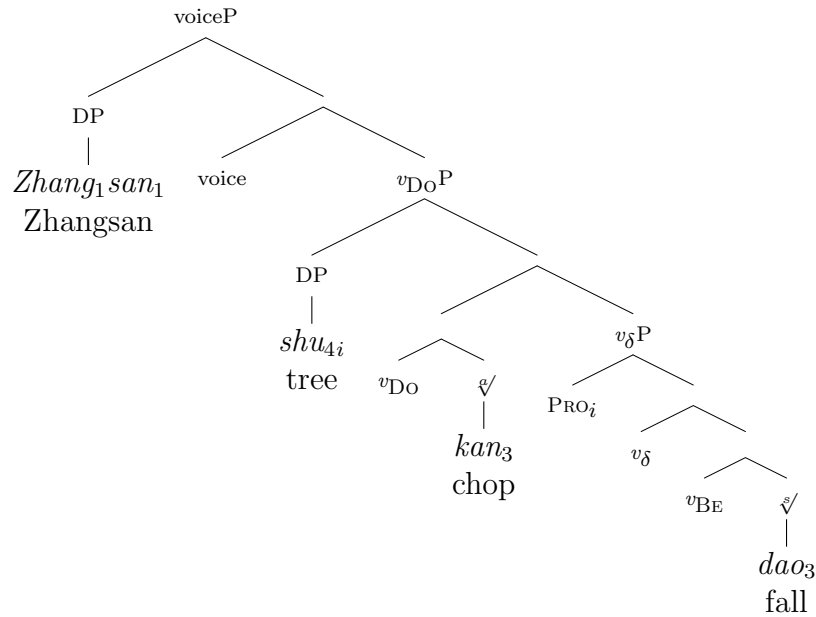 voiceP
DP
Zhang₁san₁
Zhangsan
voice
vDoP
DP
shu₄ᵢ
tree
vDo
ᵃ√
kan₃
chop
vδP
Proᵢ
vδ
vBe
ˢ√
dao₃
fall